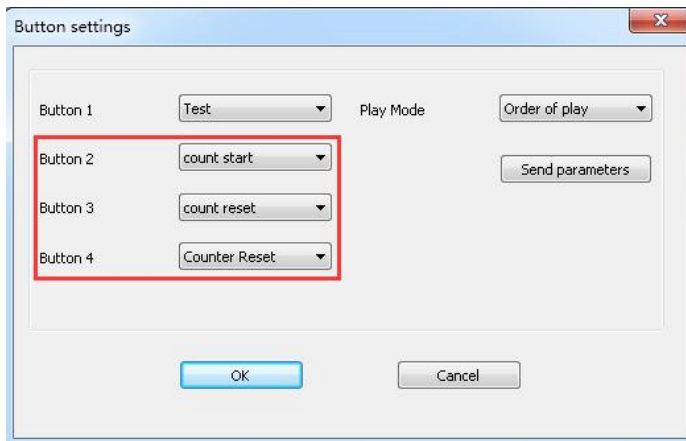 Button settings
Button 1 Test Play Mode Order of play
Button 2 count start Send parameters
Button 3 count reset
Button 4 Counter Reset
OK Cancel